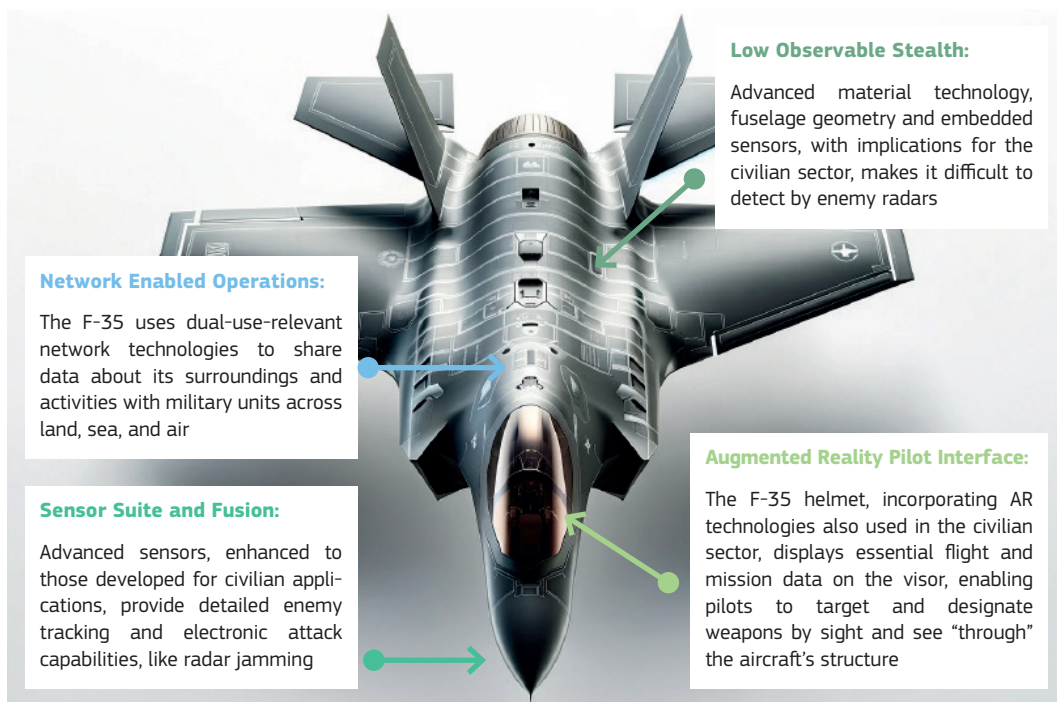 Low Observable Stealth:
Advanced material technology,
fuselage geometry and embedded
sensors, with implications for the
civilian sector, makes it difficult to
detect by enemy radars
Network Enabled Operations:
The F-35 uses dual-use-relevant
network technologies to share
data about its surroundings and
activities with military units across
land, sea, and air
Augmented Reality Pilot Interface:
The F-35 helmet, incorporating AR
technologies also used in the civilian
sector, displays essential flight and
mission data on the visor, enabling
pilots to target and designate
weapons by sight and see “through”
the aircraft’s structure
Sensor Suite and Fusion:
Advanced sensors, enhanced to
those developed for civilian appli-
cations, provide detailed enemy
tracking and electronic attack
capabilities, like radar jamming